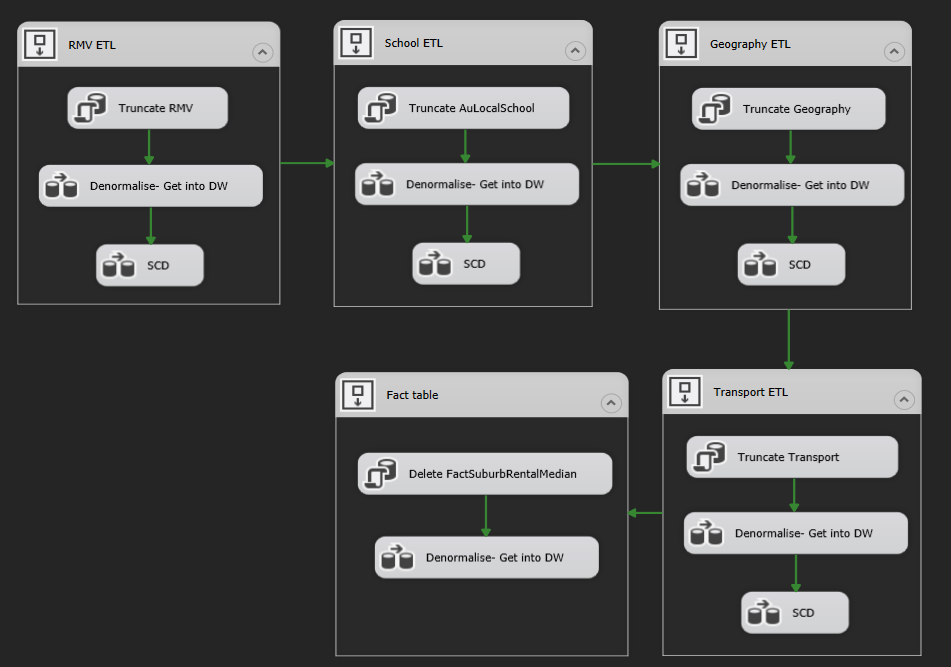 RMV ETL
Truncate RMV
Denormalise- Get into DW
SCD
School ETL
Truncate AuLocalSchool
Denormalise- Get into DW
SCD
Geography ETL
Truncate Geography
Denormalise- Get into DW
SCD
Transport ETL
Truncate Transport
Denormalise- Get into DW
SCD
Fact table
Delete FactSuburbRentalMedian
Denormalise- Get into DW